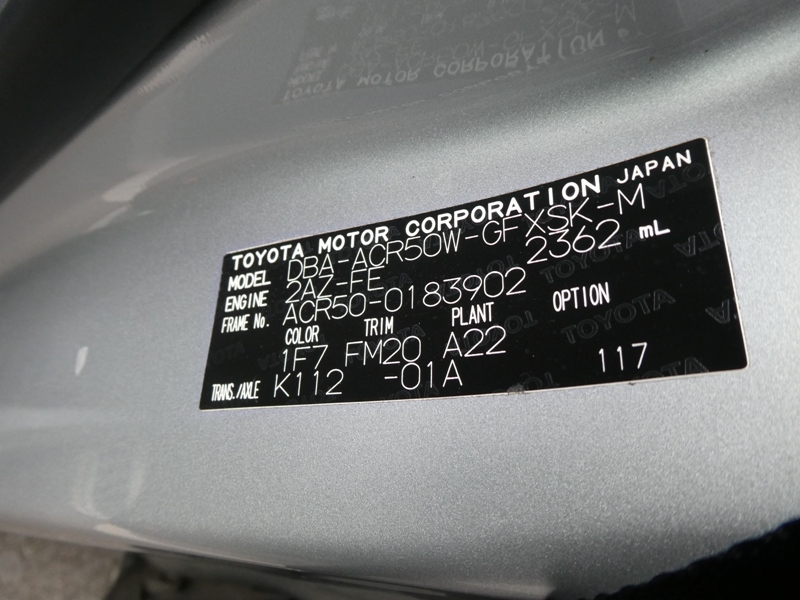 TOYOTA MOTOR CORPORATION JAPAN
MODEL DBA-ACR50W-GFXSK-M
ENGINE 2AZ-FE 2362 mL
FRAME No. ACR50-0183902
COLOR TRIM PLANT OPTION
1F7 FM20 A22
TRANS./AXLE K112 -01A 117